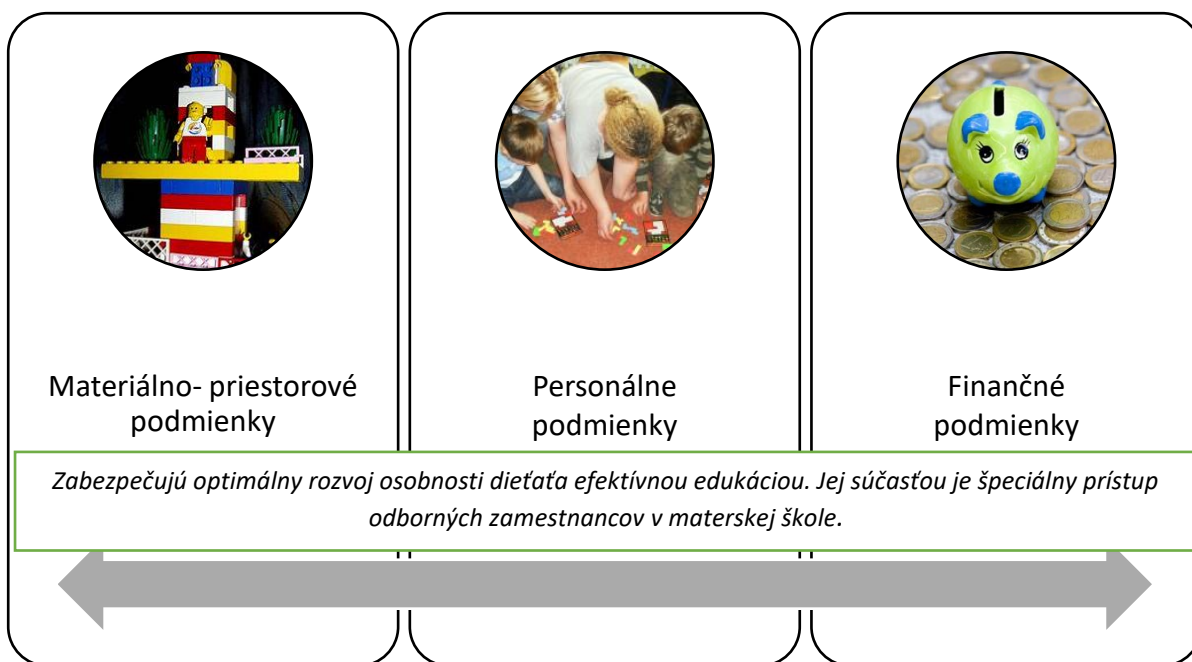 Materiálno- priestorové
podmienky
Personálne
podmienky
Finančné
podmienky
Zabezpečujú optimálny rozvoj osobnosti dieťaťa efektívnou edukáciou. Jej súčasťou je špeciálny prístup
odborných zamestnancov v materskej škole.